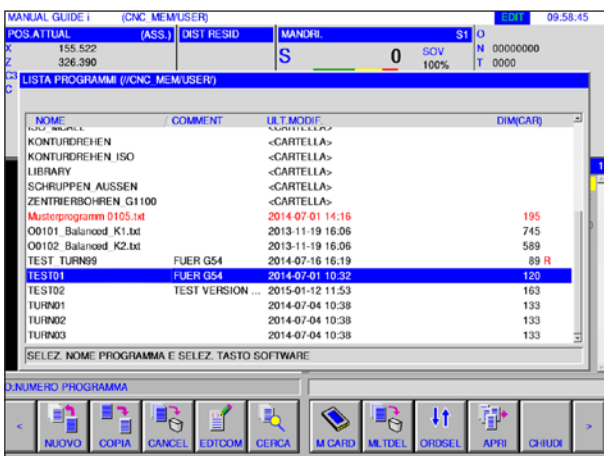 MANUAL GUIDE i (CNC_MEM/USER) EDIT 09.58.45
POS.ATTUAL (ASS.) DIST RESID MANDRI. S1 O
X 155.522 S 0 SOV 100% N 00000000
Z 326.390 T 0000
C3
C
LISTA PROGRAMMI (//CNC_MEM/USER/)
NOME COMMENT ULT.MODIF. DIM(CAR)
KONTURDREHEN <CARTELLA>
KONTURDREHEN_ISO <CARTELLA>
LIBRARY <CARTELLA>
SCHRUPPEN_AUSSEN <CARTELLA>
ZENTRIERBOHREN_G1100 <CARTELLA>
Musterprogramm 0105.txt 2014-07-01 14:16 195
O0101_Balanced_K1.txt 2013-11-19 16:06 745
O0102_Balanced_K2.txt 2013-11-19 16:06 589
TEST_TURN99 FUER G54 2014-07-16 16:19 89 R
TEST01 FUER G54 2014-07-01 10:32 120
TEST02 TEST VERSION ... 2015-01-12 11:53 163
TURN01 2014-07-04 10:38 133
TURN02 2014-07-04 10:38 133
TURN03 2014-07-04 10:38 133
SELEZ. NOME PROGRAMMA E SELEZ. TASTO SOFTWARE
O:NUMERO PROGRAMMA
< NUOVO COPIA CANCEL EDTCOM CERCA M CARD MLTDEL ORDSEL APRI CHIUDI >